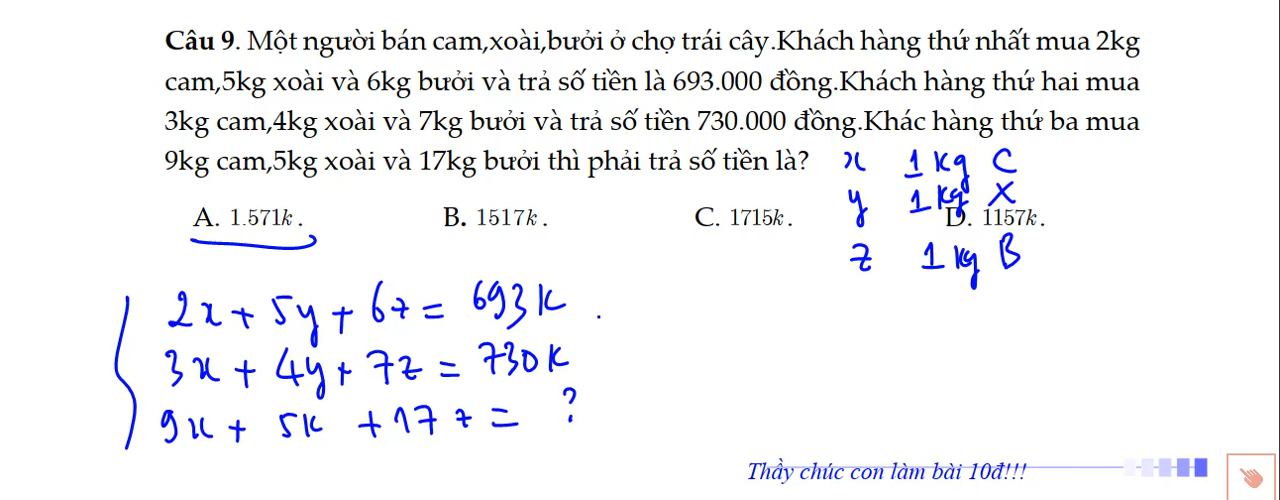 Câu 9. Một người bán cam,xoài,bưởi ở chợ trái cây.Khách hàng thứ nhất mua 2kg
cam,5kg xoài và 6kg bưởi và trả số tiền là 693.000 đồng.Khách hàng thứ hai mua
3kg cam,4kg xoài và 7kg bưởi và trả số tiền 730.000 đồng.Khác hàng thứ ba mua
9kg cam,5kg xoài và 17kg bưởi thì phải trả số tiền là?
x 1 kg C
y 1 kg X
A. 1.571k . B. 1517k . C. 1715k . D. 1157k .
z 1 kg B
2x + 5y + 6z = 693k .
3x + 4y + 7z = 730k
9x + 5k + 17 z = ?
Thầy chúc con làm bài 10đ!!!